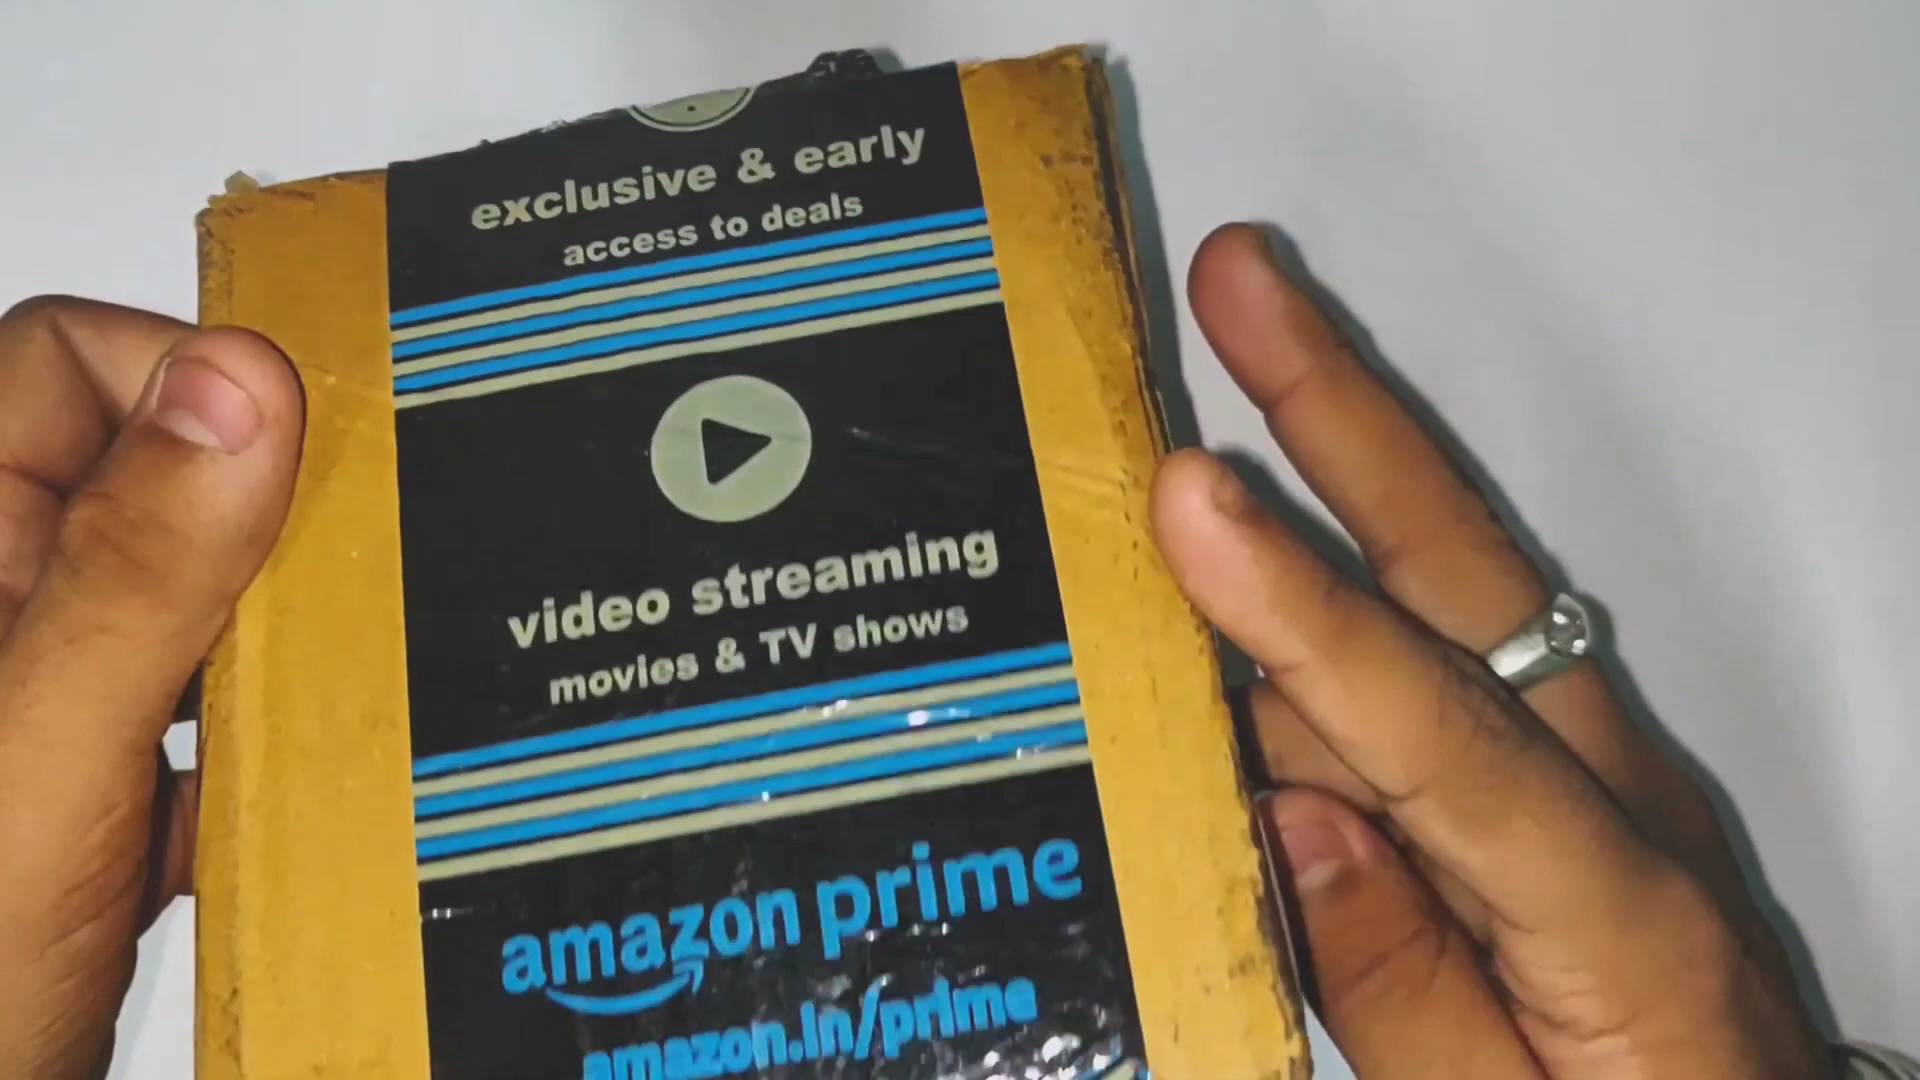 exclusive & early
access to deals
video streaming
movies & TV shows
amazon prime
amazon.in/prime